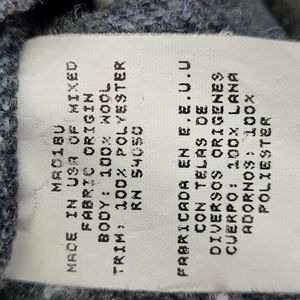 MAC18U
MADE IN USA OF MIXED
FABRIC ORIGIN
BODY: 100% WOOL
TRIM: 100% POLYESTER
RN 54050
FABRICADA EN E.E.U.U
CON TELAS DE
DIVERSOS ORIGENES
CUERPO: 100% LANA
ADORNOS: 100%
POLIESTER